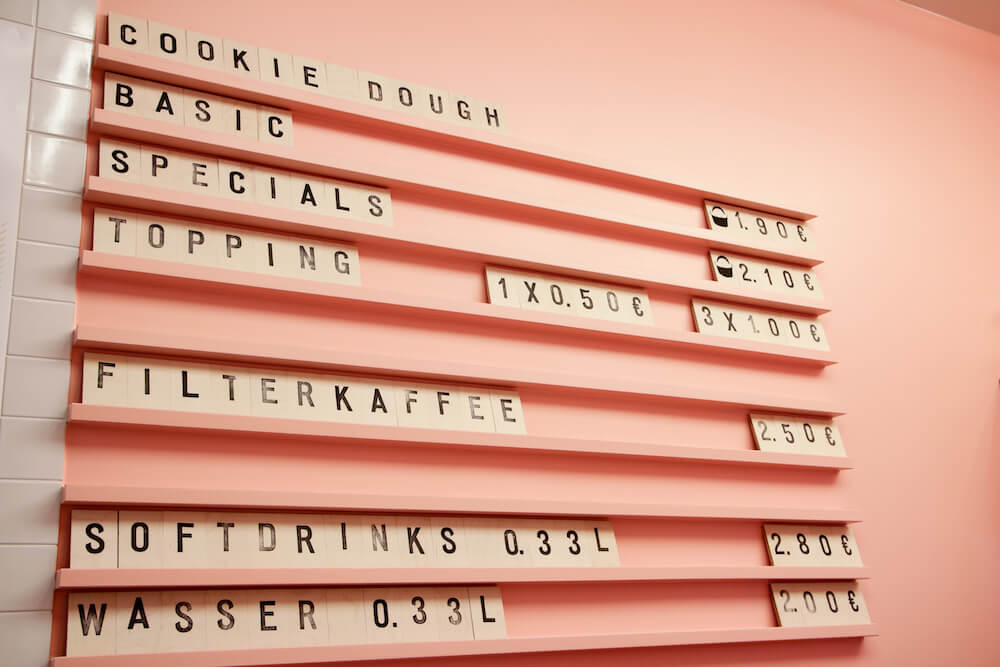 COOKIE DOUGH
BASIC 1.90€
SPECIALS 2.10€
TOPPING 1X0.50€ 3X1.00€
FILTERKAFFEE 2.50€
SOFTDRINKS 0.33L 2.80€
WASSER 0.33L 2.00€